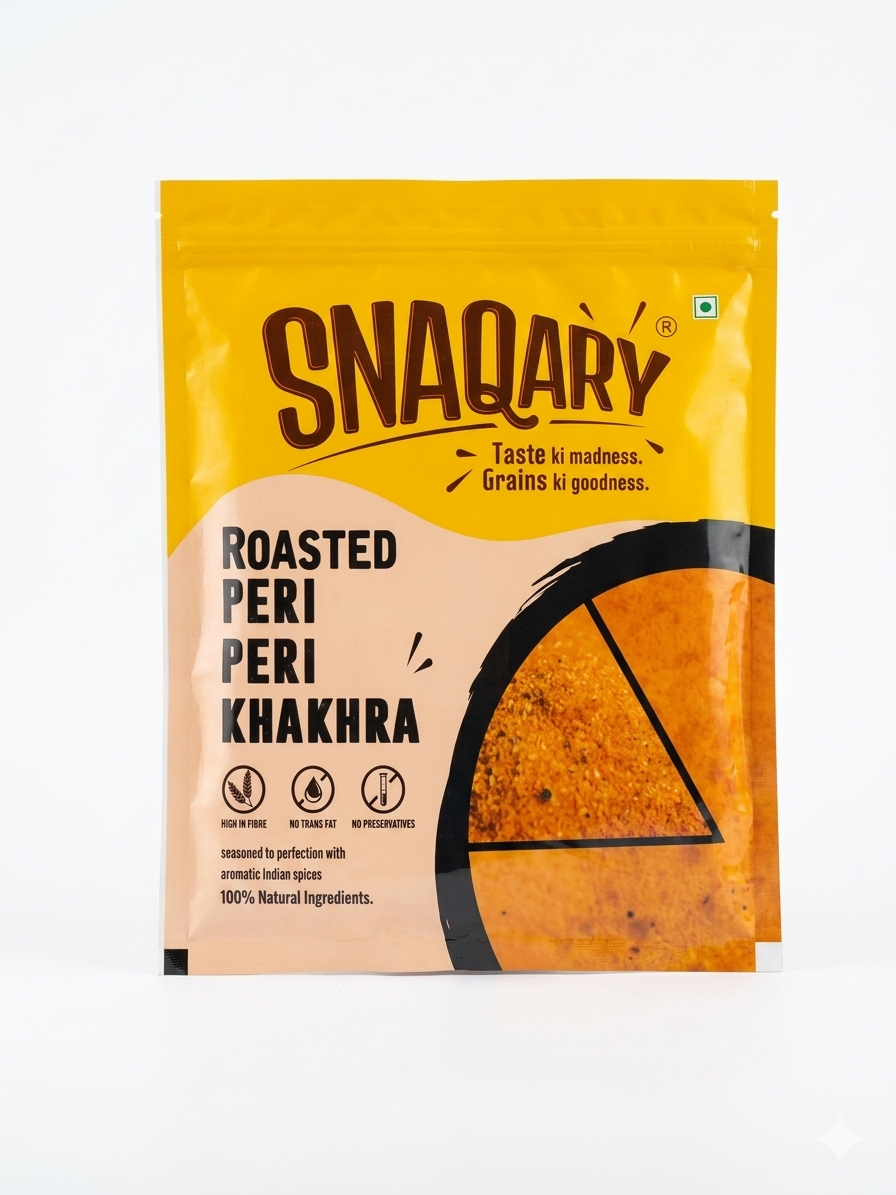 SNAQARY®
Taste ki madness.
Grains ki goodness.
ROASTED
PERI
PERI
KHAKHRA
HIGH IN FIBRE
NO TRANS FAT
NO PRESERVATIVES
seasoned to perfection with
aromatic Indian spices
100% Natural Ingredients.